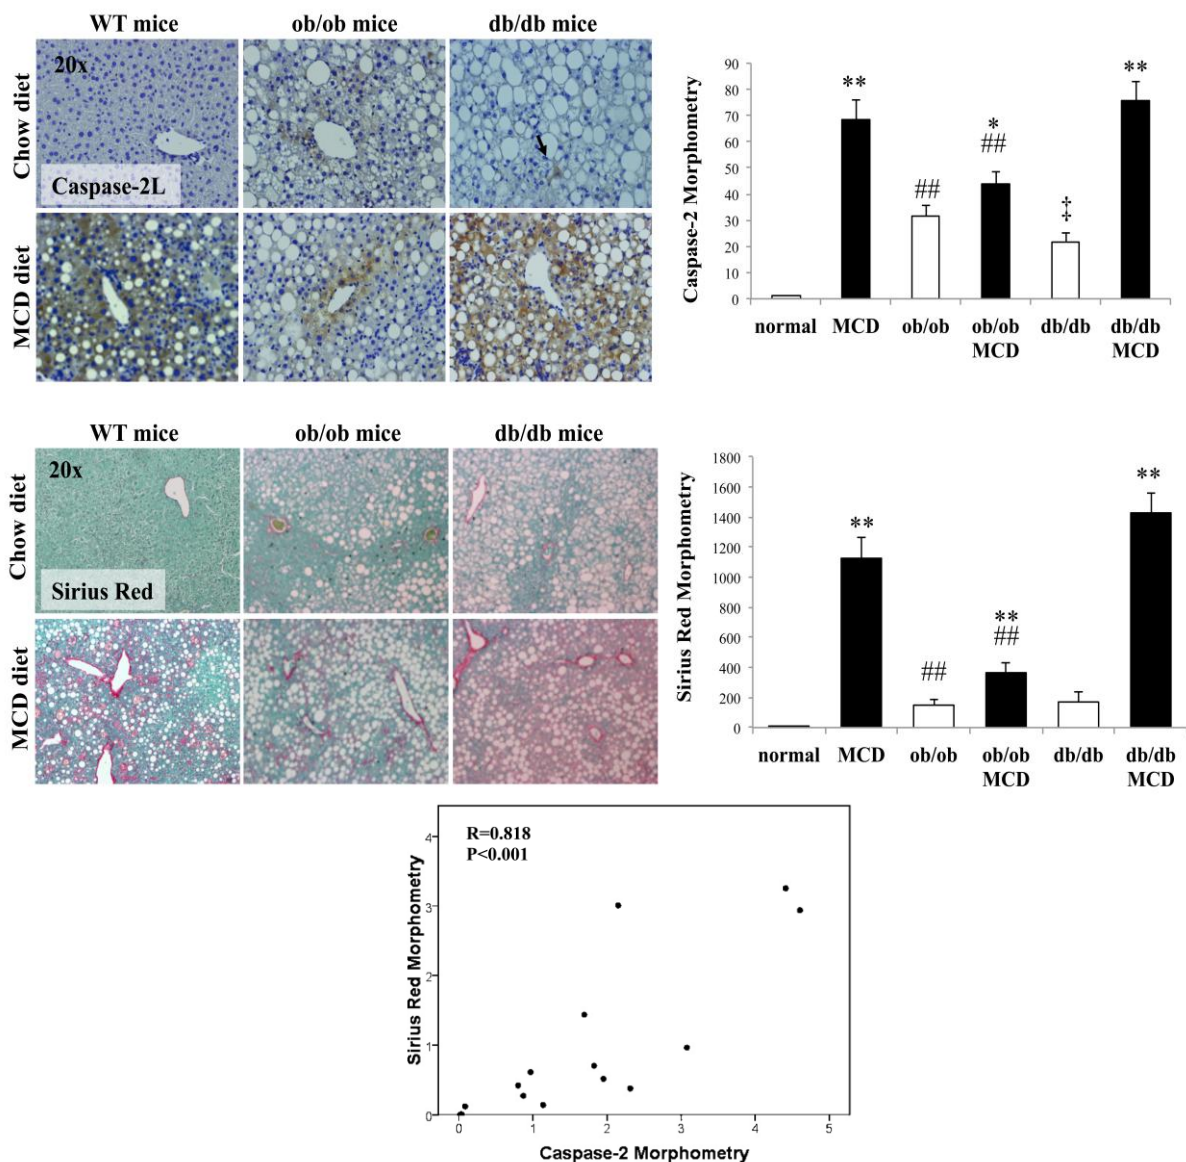 WT mice ob/ob mice db/db mice
Chow diet
20x
Caspase-2L
MCD diet
Caspase-2 Morphometry
90
80
70
60
50
40
30
20
10
0
** ## * ## ‡ ‡ **
normal MCD ob/ob ob/ob MCD db/db db/db MCD
WT mice ob/ob mice db/db mice
Chow diet
20x
Sirius Red
MCD diet
Sirius Red Morphometry
1800
1600
1400
1200
1000
800
600
400
200
0
** ## ** ## **
normal MCD ob/ob ob/ob MCD db/db db/db MCD
R=0.818
P<0.001
Sirius Red Morphometry
4
3
2
1
0
0 1 2 3 4 5
Caspase-2 Morphometry